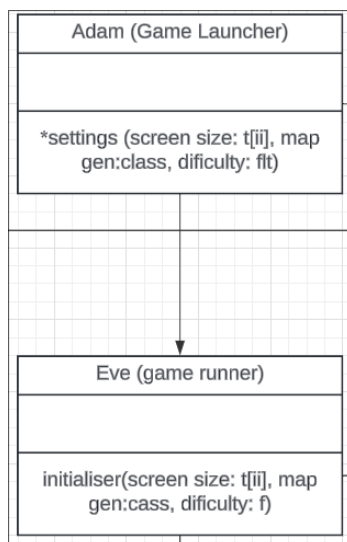 Adam (Game Launcher)
*settings (screen size: t[ii], map
gen:class, dificulty: flt)
Eve (game runner)
initialiser(screen size: t[ii], map
gen:cass, dificulty: f)